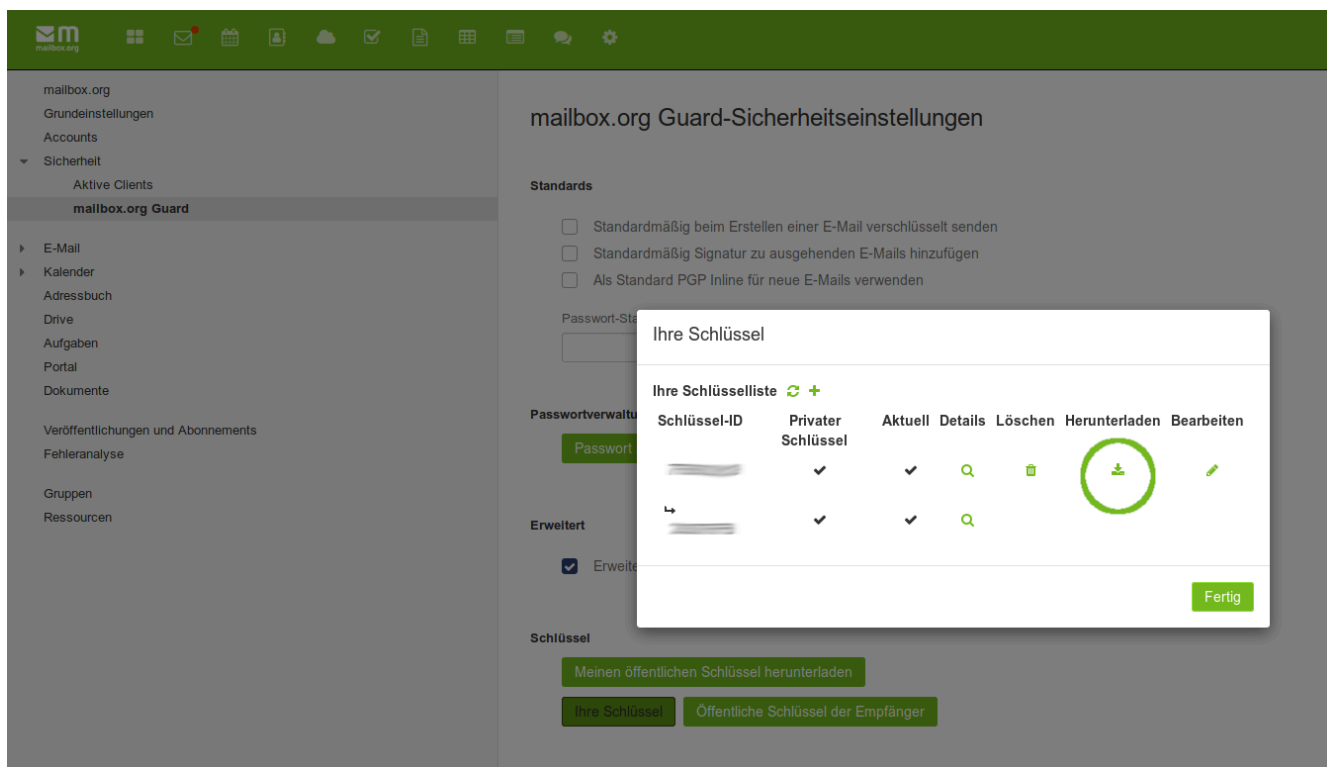 mailbox.org
mailbox.org
Grundeinstellungen
Accounts
Sicherheit
Aktive Clients
mailbox.org Guard
E-Mail
Kalender
Adressbuch
Drive
Aufgaben
Portal
Dokumente
Veröffentlichungen und Abonnements
Fehleranalyse
Gruppen
Ressourcen
mailbox.org Guard-Sicherheitseinstellungen
Standards
Standardmäßig beim Erstellen einer E-Mail verschlüsselt senden
Standardmäßig Signatur zu ausgehenden E-Mails hinzufügen
Als Standard PGP Inline für neue E-Mails verwenden
Passwort-Sta
Passwortverwaltu
Passwort
Erweitert
Erweite
Schlüssel
Meinen öffentlichen Schlüssel herunterladen
Ihre Schlüssel Öffentliche Schlüssel der Empfänger
Ihre Schlüssel
Ihre Schlüsselliste
Schlüssel-ID Privater Schlüssel Aktuell Details Löschen Herunterladen Bearbeiten
Fertig